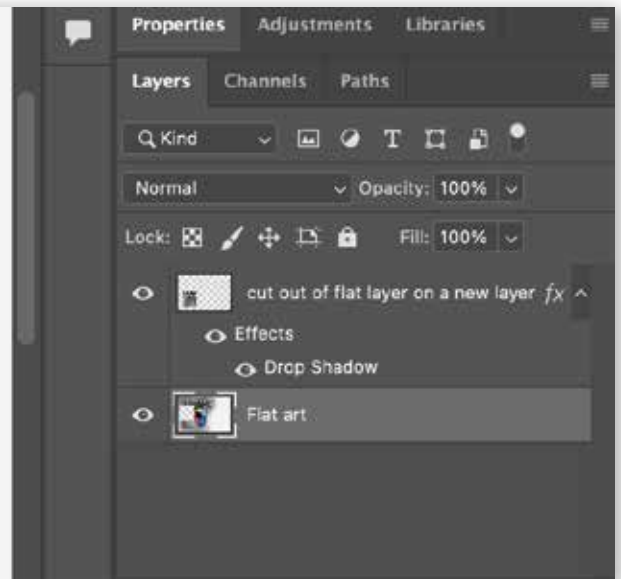 Properties Adjustments Libraries
Layers Channels Paths
Kind
Normal Opacity: 100%
Lock: Fill: 100%
cut out of flat layer on a new layer fx
Effects
Drop Shadow
Flat art